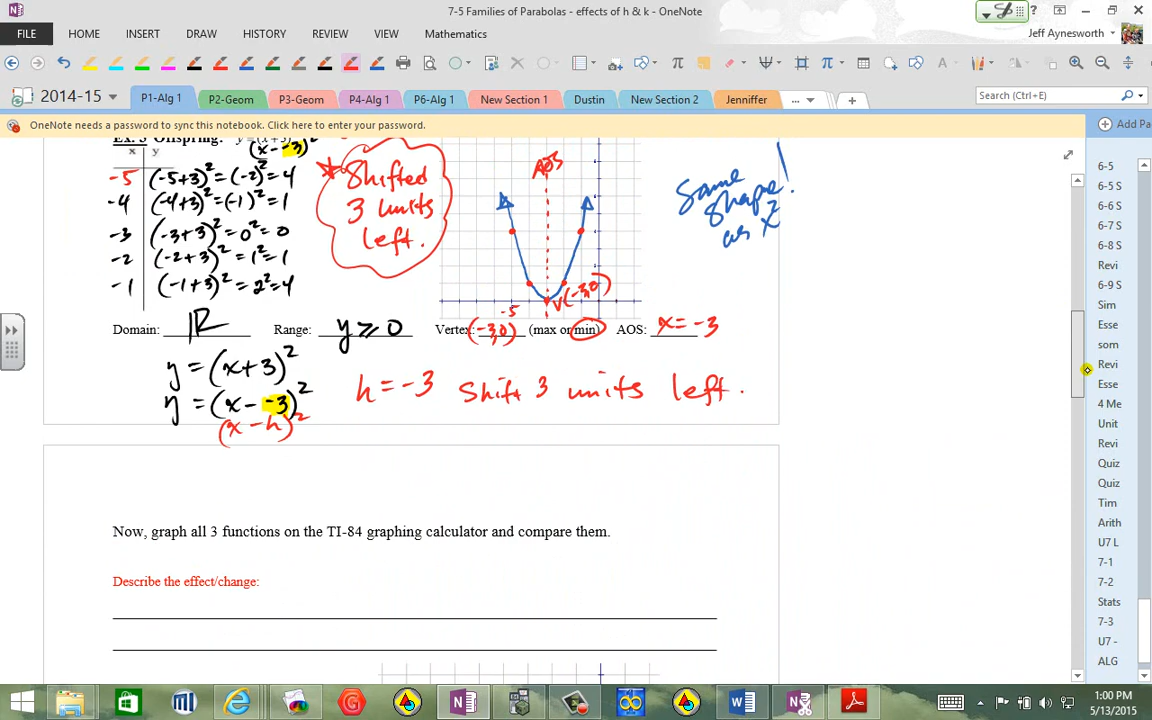 7-5 Families of Parabolas - effects of h & k - OneNote
?
FILE HOME INSERT DRAW HISTORY REVIEW VIEW Mathematics
Jeff Aynesworth
2014-15 P1-Alg 1 P2-Geom P3-Geom P4-Alg 1 P6-Alg 1 New Section 1 Dustin New Section 2 Jenniffer ... +
Search (Ctrl+E)
OneNote needs a password to sync this notebook. Click here to enter your password.
Add Pa
Ex. 3 Offspring: y=(x+3)²
(x--3)²
x y
-5 (-5+3)²=(-2)²=4
-4 (-4+3)²=(-1)²=1
-3 (-3+3)²=0²=0
-2 (-2+3)²=1²=1
-1 (-1+3)²=2²=4
Shifted
3 units
left.
AOS
V(-3,0)
-5
Same
shape!
as x²
Domain: ℝ Range: y≥0 Vertex: (-3,0) (max or min) AOS: x=-3
y=(x+3)²
y=(x--3)²
(x-h)²
h=-3 shift 3 units left.
Now, graph all 3 functions on the TI-84 graphing calculator and compare them.
Describe the effect/change:
6-5
6-5 S
6-6 S
6-7 S
6-8 S
Revi
6-9 S
Sim
Esse
som
Revi
Esse
4 Me
Unit
Revi
Quiz
Quiz
Tim
Arith
U7 L
7-1
7-2
Stats
7-3
U7 -
ALG
1:00 PM
5/13/2015